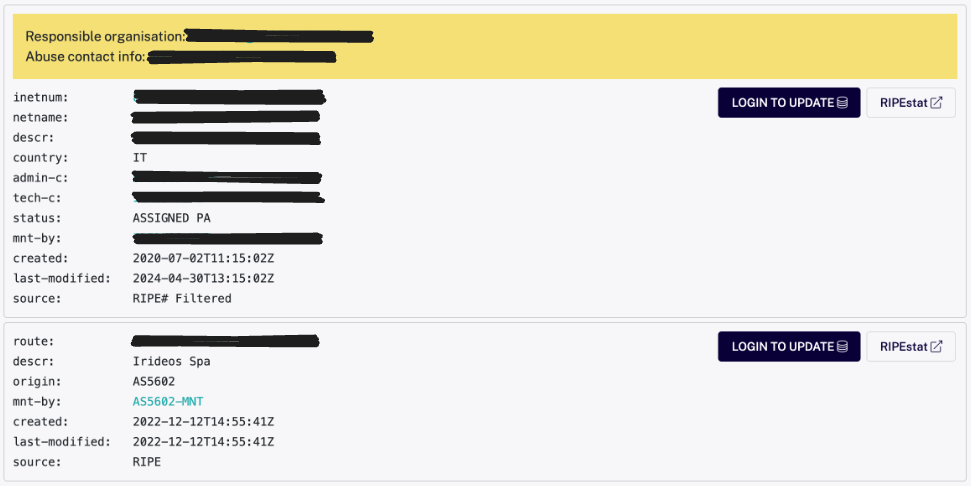 Responsible organisation:
Abuse contact info:
inetnum:
LOGIN TO UPDATE RIPEstat
netname:
descr:
country: IT
admin-c:
tech-c:
status: ASSIGNED PA
mnt-by:
created: 2020-07-02T11:15:02Z
last-modified: 2024-04-30T13:15:02Z
source: RIPE# Filtered
route:
LOGIN TO UPDATE RIPEstat
descr: Irideos Spa
origin: AS5602
mnt-by: AS5602-MNT
created: 2022-12-12T14:55:41Z
last-modified: 2022-12-12T14:55:41Z
source: RIPE